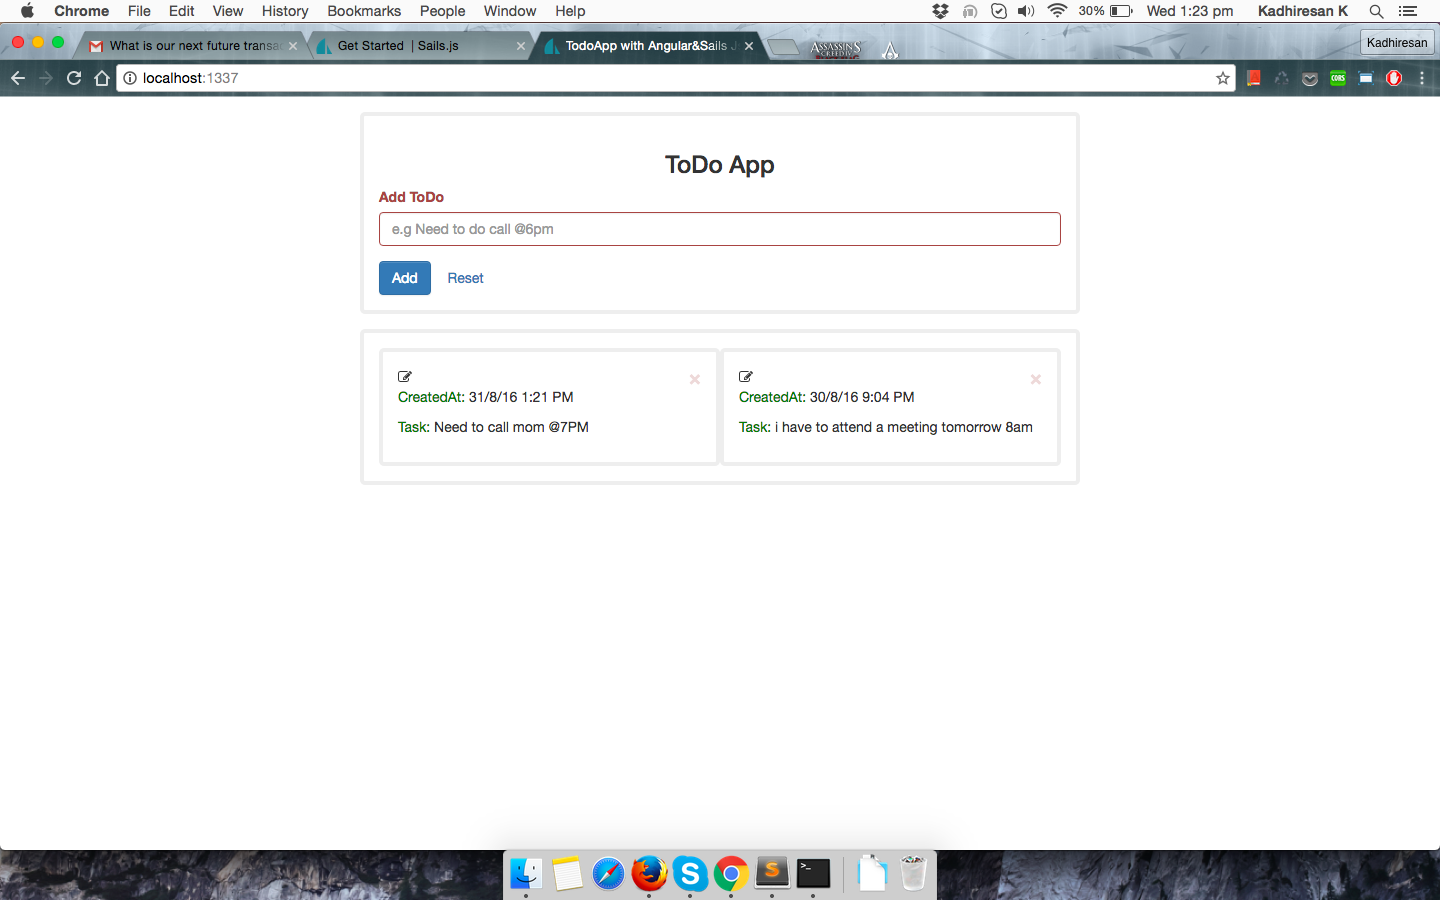 Chrome File Edit View History Bookmarks People Window Help 30% Wed 1:23 pm Kadhiresan K
What is our next future transa Get Started | Sails.js TodoApp with Angular&Sails J ASSASSIN'S Kadhiresan
localhost:1337 CORS
ToDo App
Add ToDo
e.g Need to do call @6pm
Add Reset
CreatedAt: 31/8/16 1:21 PM
Task: Need to call mom @7PM
CreatedAt: 30/8/16 9:04 PM
Task: i have to attend a meeting tomorrow 8am